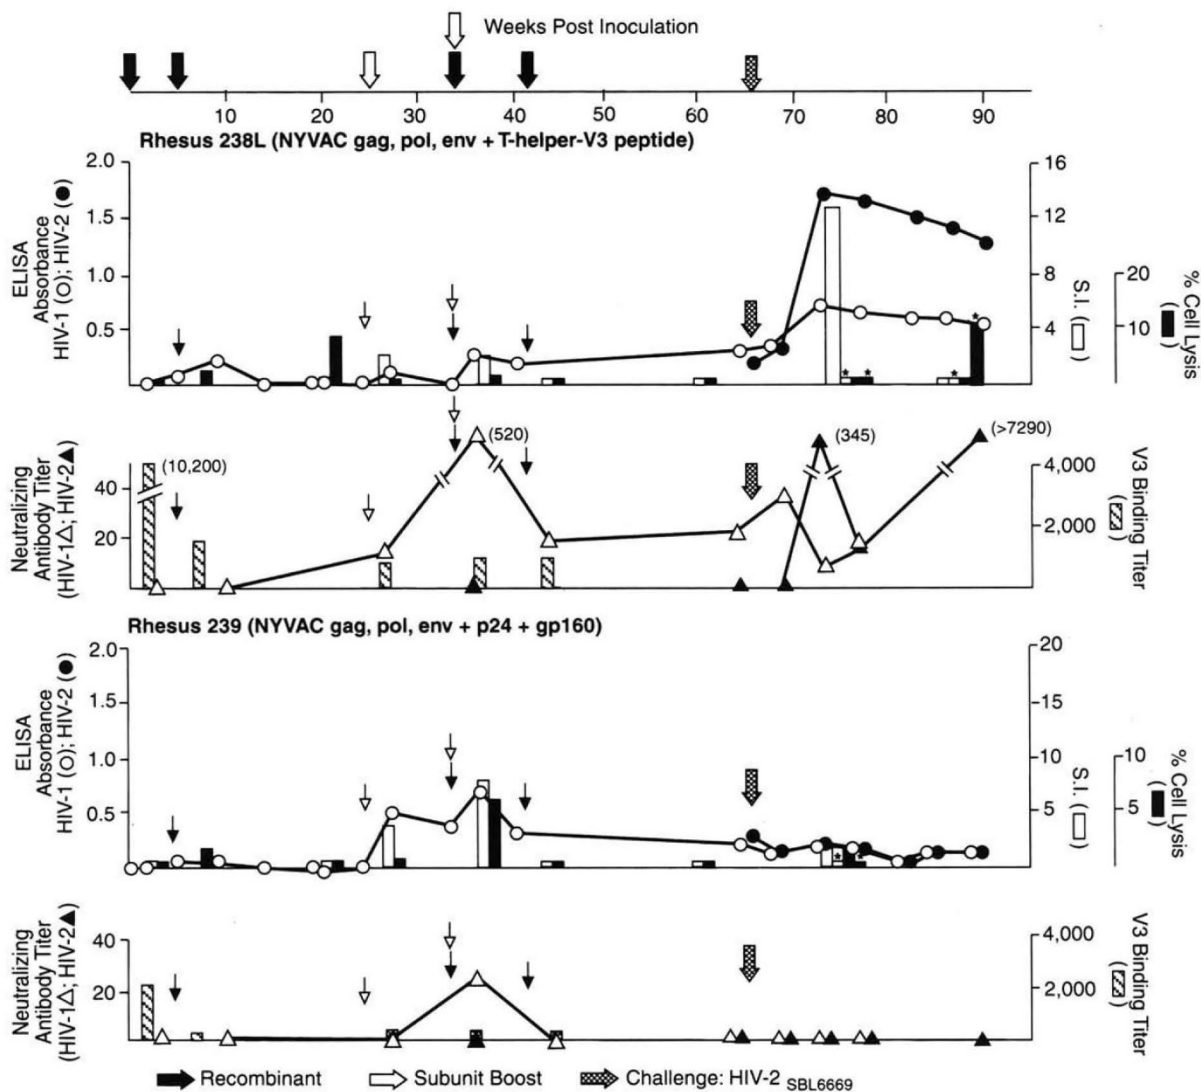 Weeks Post Inoculation
10 20 30 40 50 60 70 80 90
Rhesus 238L (NYVAC gag, pol, env + T-helper-V3 peptide)
ELISA
Absorbance
HIV-1 (O); HIV-2 (●)
2.0
1.5
1.0
0.5
16
12
8
4
S.I. (▯)
20
10
% Cell Lysis
(▮)
* * * *
Neutralizing
Antibody Titer
(HIV-1△; HIV-2▲)
40
20
(10,200)
(520)
(345)
(>7290)
4,000
2,000
V3 Binding Titer
(▨)
Rhesus 239 (NYVAC gag, pol, env + p24 + gp160)
ELISA
Absorbance
HIV-1 (O); HIV-2 (●)
2.0
1.5
1.0
0.5
20
15
10
5
S.I. (▯)
10
5
% Cell Lysis
(▮)
* *
Neutralizing
Antibody Titer
(HIV-1△; HIV-2▲)
40
20
4,000
2,000
V3 Binding Titer
(▨)
Recombinant Subunit Boost Challenge: HIV-2 SBL6669